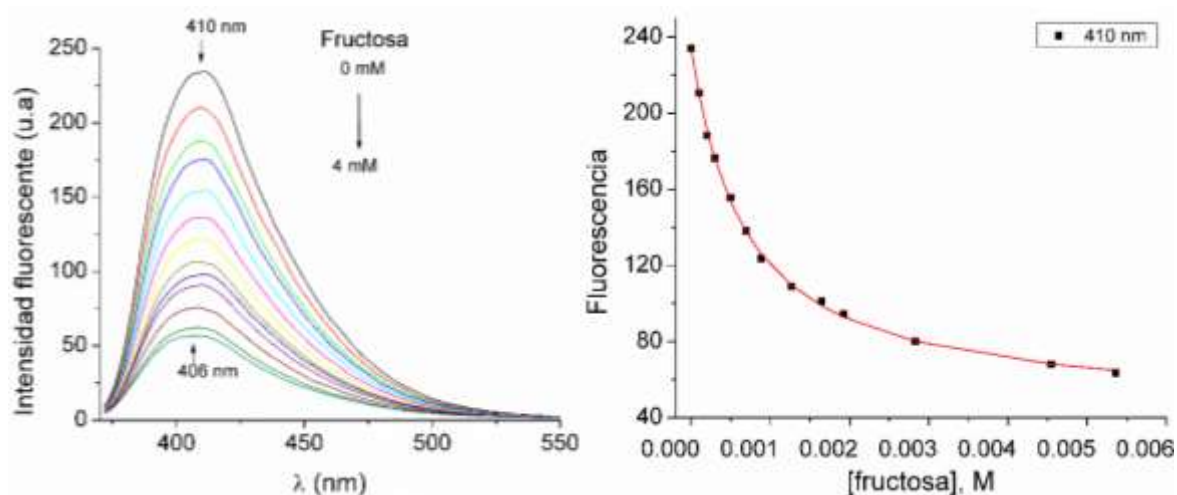 410 nm
Fructosa
0 mM
4 mM
406 nm
Intensidad fluorescente (u.a)
250
200
150
100
50
0
400
450
500
550
λ (nm)
410 nm
Fluorescencia
240
200
160
120
80
40
0.000
0.001
0.002
0.003
0.004
0.005
0.006
[fructosa], M